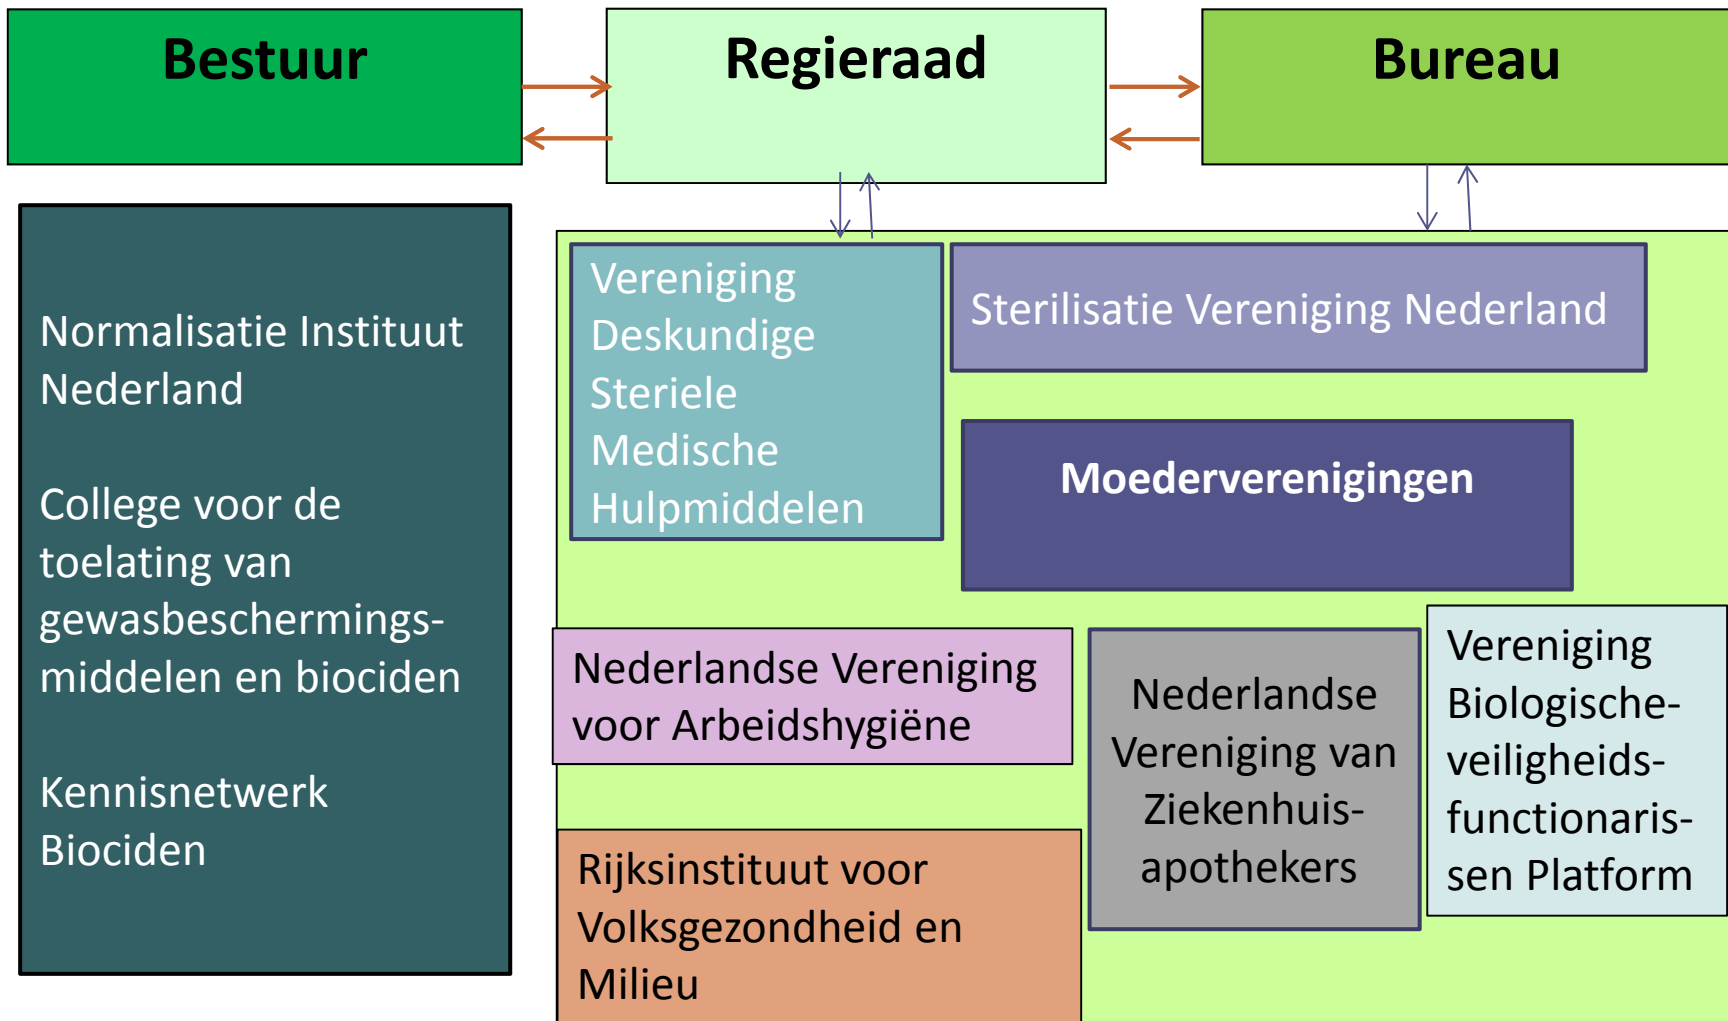 Bestuur
Regieraad
Bureau
Normalisatie Instituut
Nederland
College voor de
toelating van
gewasbeschermings-
middelen en biociden
Kennisnetwerk
Biociden
Vereniging
Deskundige
Steriele
Medische
Hulpmiddelen
Sterilisatie Vereniging Nederland
Moederverenigingen
Nederlandse Vereniging
voor Arbeidshygiëne
Nederlandse
Vereniging van
Ziekenhuis-
apothekers
Vereniging
Biologische-
veiligheids-
functionaris-
sen Platform
Rijksinstituut voor
Volksgezondheid en
Milieu